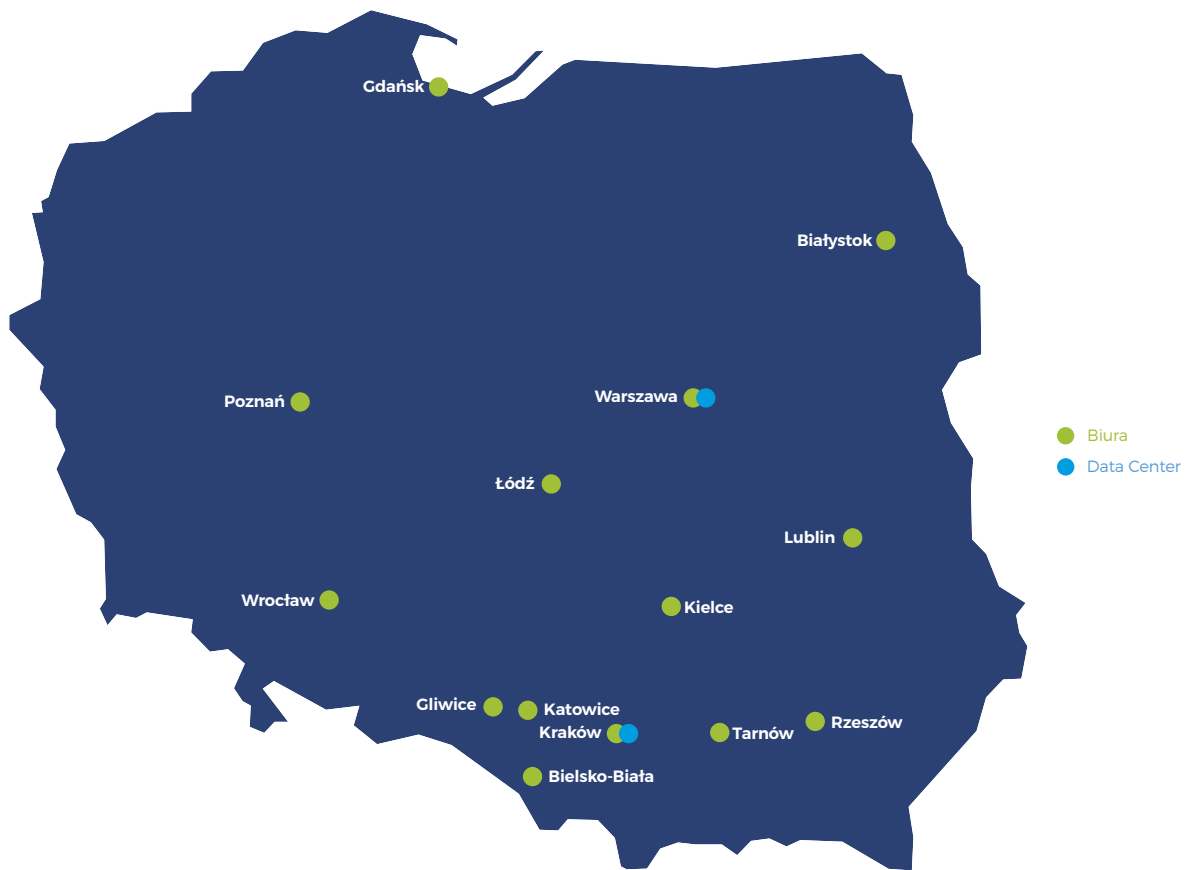 Gdańsk
Białystok
Poznań
Warszawa
Biura
Data Center
Łódź
Lublin
Wrocław
Kielce
Gliwice
Katowice
Kraków
Tarnów
Rzeszów
Bielsko-Biała